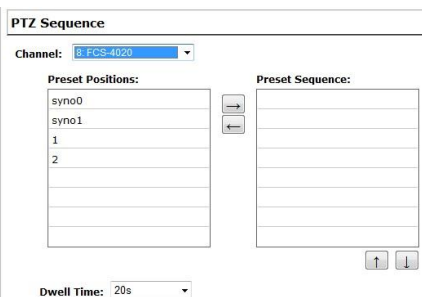 PTZ Sequence
Channel: 8: FCS-4020
Preset Positions: Preset Sequence:
syno0
syno1
1
2
Dwell Time: 20s